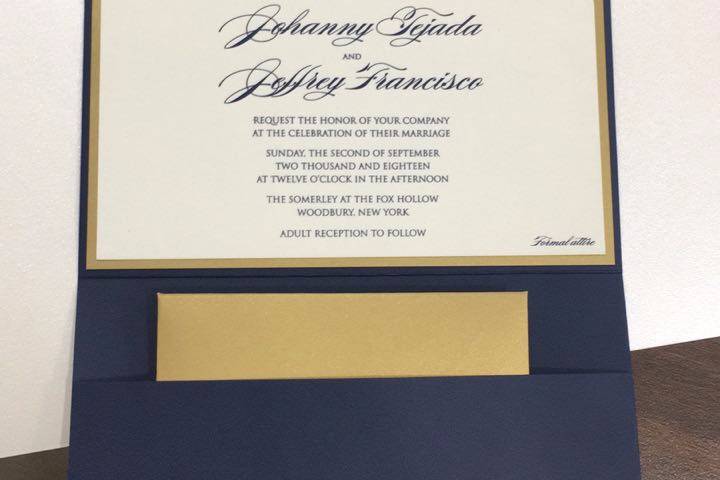 Johanny Tejada
AND
Joffrey Francisco
REQUEST THE HONOR OF YOUR COMPANY
AT THE CELEBRATION OF THEIR MARRIAGE
SUNDAY, THE SECOND OF SEPTEMBER
TWO THOUSAND AND EIGHTEEN
AT TWELVE O'CLOCK IN THE AFTERNOON
THE SOMERLEY AT THE FOX HOLLOW
WOODBURY, NEW YORK
ADULT RECEPTION TO FOLLOW
Formal attire